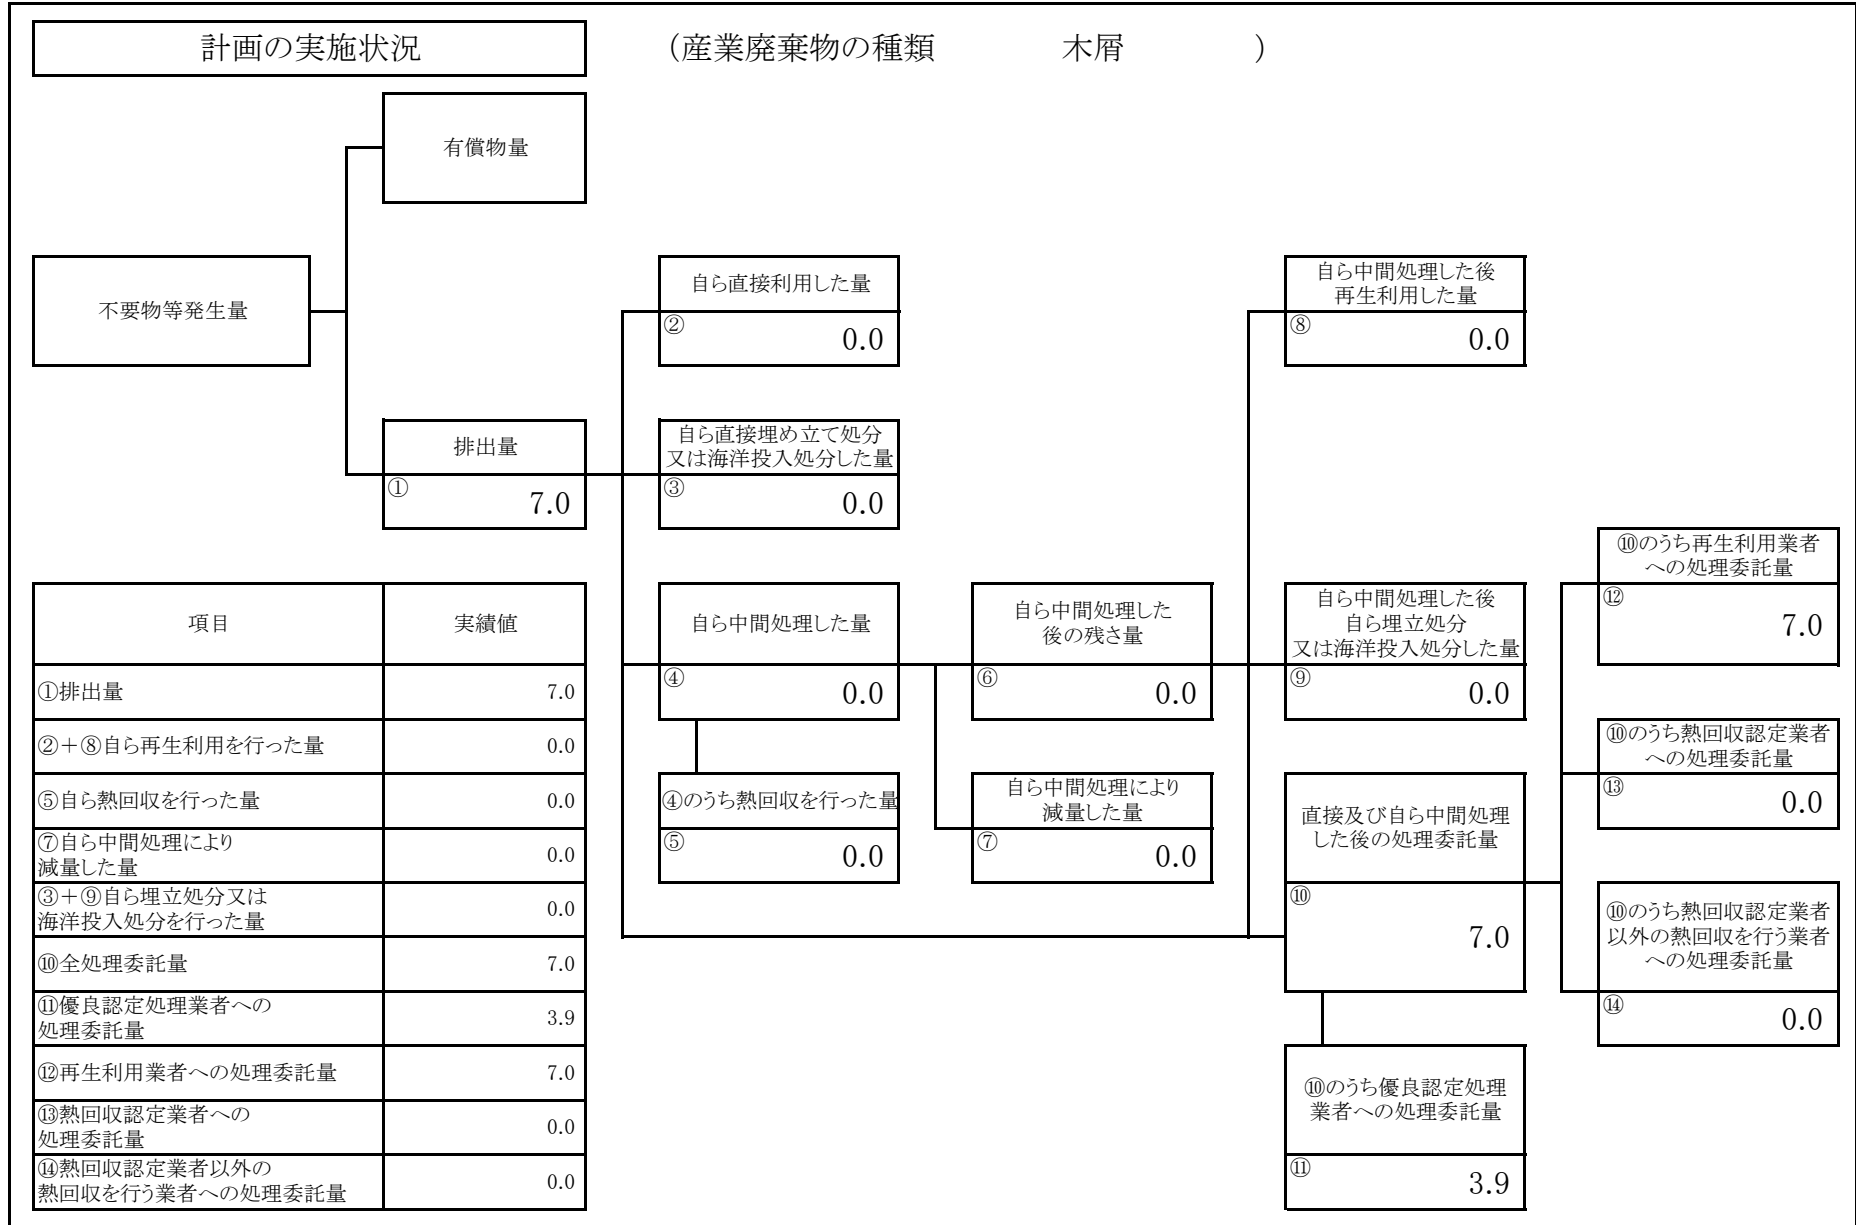 計画の実施状況 （産業廃棄物の種類 木屑 ）
有償物量
不要物等発生量
自ら直接利用した量
②
0.0
自ら中間処理した後
再生利用した量
⑧
0.0
排出量
①
7.0
自ら直接埋め立て処分
又は海洋投入処分した量
③
0.0
自ら中間処理した量
④
0.0
自ら中間処理した
後の残さ量
⑥
0.0
自ら中間処理した後
自ら埋立処分
又は海洋投入処分した量
⑨
0.0
⑩のうち再生利用業者
への処理委託量
⑫
7.0
④のうち熱回収を行った量
⑤
0.0
自ら中間処理により
減量した量
⑦
0.0
直接及び自ら中間処理
した後の処理委託量
⑩
7.0
⑩のうち熱回収認定業者
への処理委託量
⑬
0.0
⑩のうち熱回収認定業者
以外の熱回収を行う業者
への処理委託量
⑭
0.0
⑩のうち優良認定処理
業者への処理委託量
⑪
3.9
項目 実績値
①排出量 7.0
②＋⑧自ら再生利用を行った量 0.0
⑤自ら熱回収を行った量 0.0
⑦自ら中間処理により
減量した量 0.0
③＋⑨自ら埋立処分又は
海洋投入処分を行った量 0.0
⑩全処理委託量 7.0
⑪優良認定処理業者への
処理委託量 3.9
⑫再生利用業者への処理委託量 7.0
⑬熱回収認定業者への
処理委託量 0.0
⑭熱回収認定業者以外の
熱回収を行う業者への処理委託量 0.0